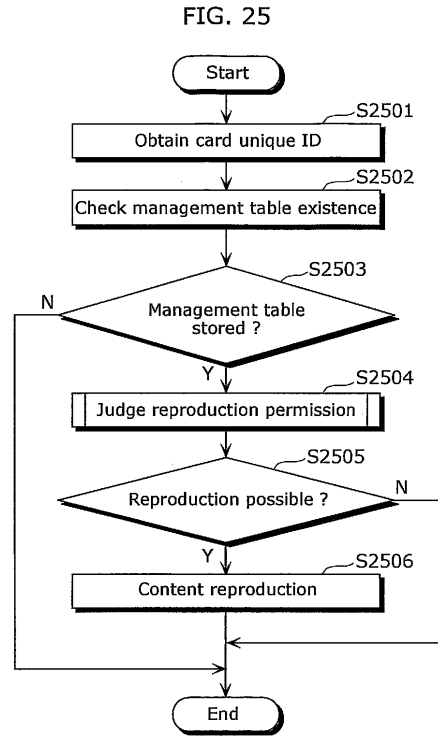 FIG. 25
Start
S2501
Obtain card unique ID
S2502
Check management table existence
S2503
N
Management table
stored ?
Y
S2504
Judge reproduction permission
S2505
N
Reproduction possible ?
Y
S2506
Content reproduction
End